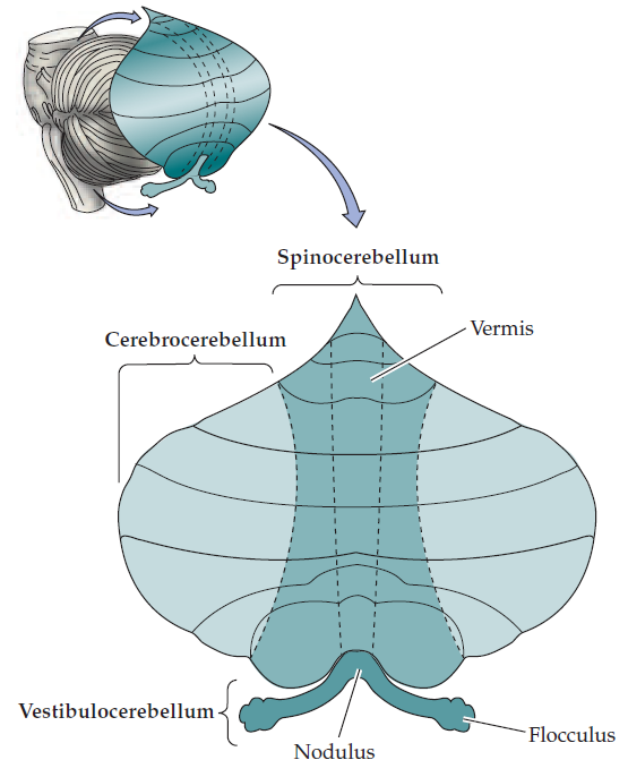 Spinocerebellum
Vermis
Cerebrocerebellum
Vestibulocerebellum
Flocculus
Nodulus